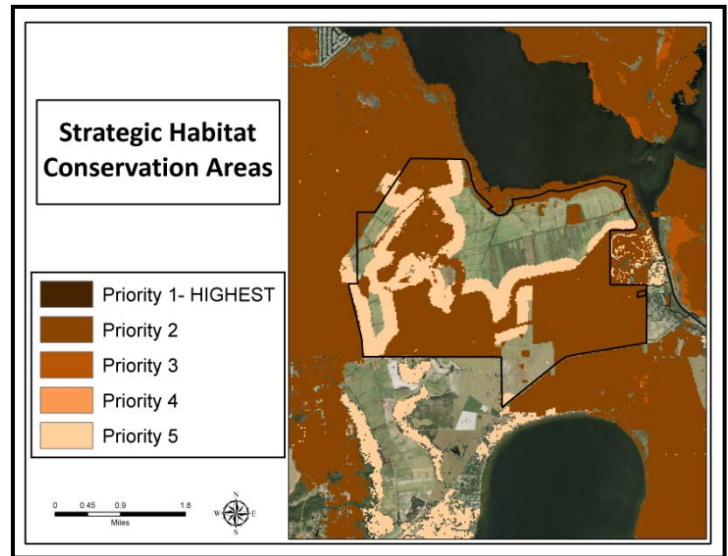 Strategic Habitat
Conservation Areas
Priority 1- HIGHEST
Priority 2
Priority 3
Priority 4
Priority 5
0 0.45 0.9 1.8
Miles
N
W E
S